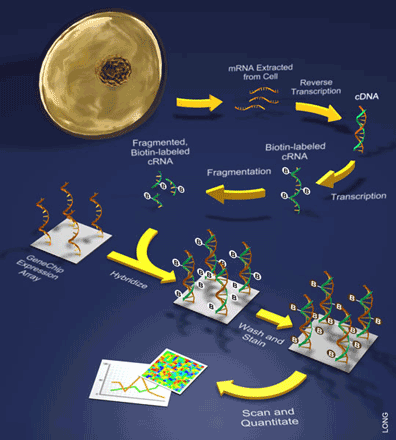 mRNA Extracted
from Cell
Reverse
Transcription
cDNA
Fragmented,
Biotin-labeled
cRNA
Fragmentation
Biotin-labeled
cRNA
Transcription
B
B
B
B
B
B
GeneChip
Expression
Array
Hybridize
B
B
B
B
B
B
B
B
Wash and
Stain
B
B
B
B
B
B
B
B
Scan and
Quantitate
LONG